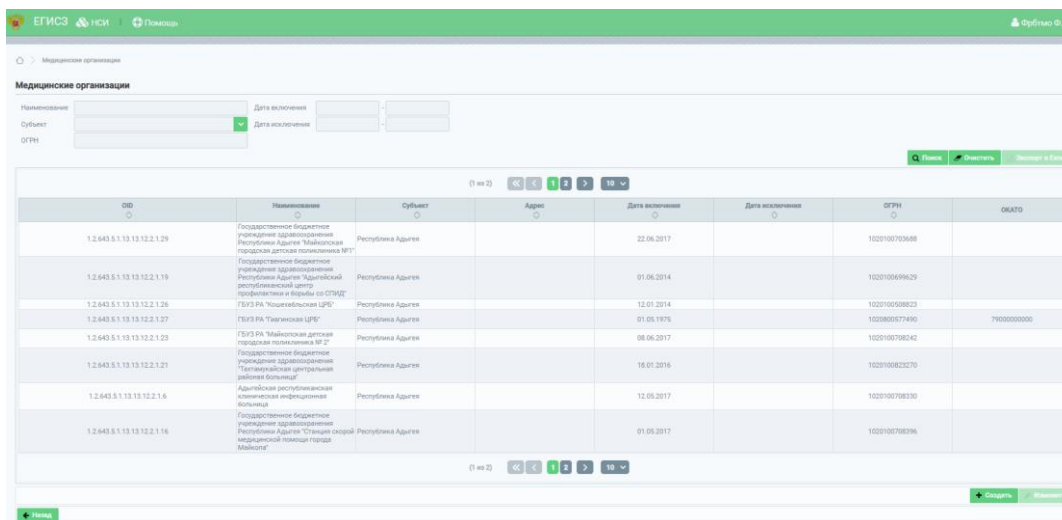 ЕГИСЗ НСИ Помощь
Медицинские организации
Медицинские организации
Наименование Дата включения -
Субъект Дата исключения -
ОГРН
Поиск Очистить Экспорт в
(1 из 2) 1 2 10
OID Наименование Субъект Адрес Дата включения Дата исключения ОГРН ОКАТО
Государственное бюджетное
учреждение здравоохранения
Республики Адыгея "Майкопская
городская детская поликлиника №1"
1.2.643.5.1.13.13.12.2.1.29 Республика Адыгея 22.06.2017 1020100703688
Государственное бюджетное
учреждение здравоохранения
Республики Адыгея "Адыгейский
республиканский центр
профилактики и борьбы со СПИД"
1.2.643.5.1.13.13.12.2.1.19 Республика Адыгея 01.06.2014 1020100699629
1.2.643.5.1.13.13.12.2.1.26 ГБУЗ РА "Кошехабльская ЦРБ" Республика Адыгея 12.01.2014 1020100508823
1.2.643.5.1.13.13.12.2.1.27 ГБУЗ РА "Гиагинская ЦРБ" Республика Адыгея 01.05.1975 1020800577490 79000000000
ГБУЗ РА "Майкопская детская
городская поликлиника № 2"
1.2.643.5.1.13.13.12.2.1.23 Республика Адыгея 08.06.2017 1020100708242
Государственное бюджетное
учреждение здравоохранения
"Тахтамукайская центральная
районая больница"
1.2.643.5.1.13.13.12.2.1.21 Республика Адыгея 18.01.2016 1020100823270
Адыгейская республиканская
клиническая инфекционная
больница
1.2.643.5.1.13.13.12.2.1.6 Республика Адыгея 12.05.2017 1020100708330
Государственное бюджетное
учреждение здравоохранения
Республики Адыгея "Станция скорой
медицинской помощи города
Майкопа"
1.2.643.5.1.13.13.12.2.1.16 Республика Адыгея 01.05.2017 1020100708396
(1 из 2) 1 2 10
Создать
Назад